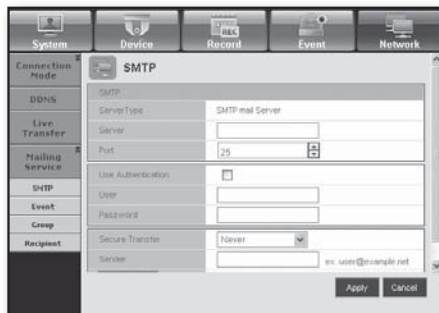 System Device Record Event Network
REC
Connection Mode
DDNS
Live Transfer
Mailing Service
SMTP
Event
Group
Recipient
SMTP
SMTP
ServerType SMTP mail Server
Server
Port 25
Use Authentication
User
Password
Secure Transfer Never
Sender ex. user@example.net
Apply Cancel